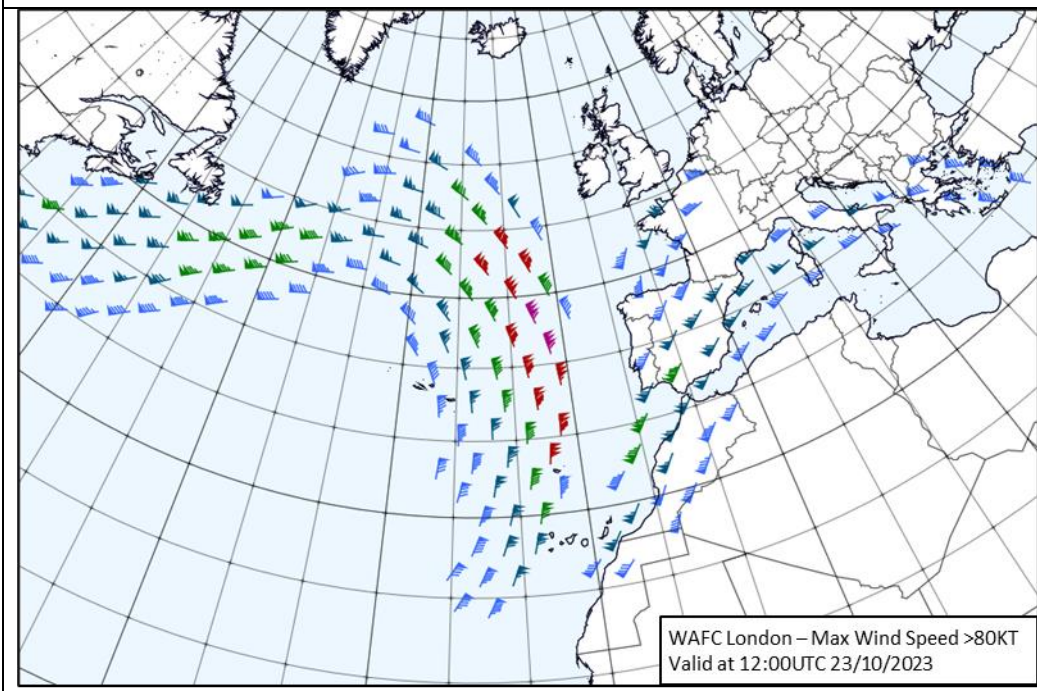 WAFC London – Max Wind Speed >80KT
Valid at 12:00UTC 23/10/2023